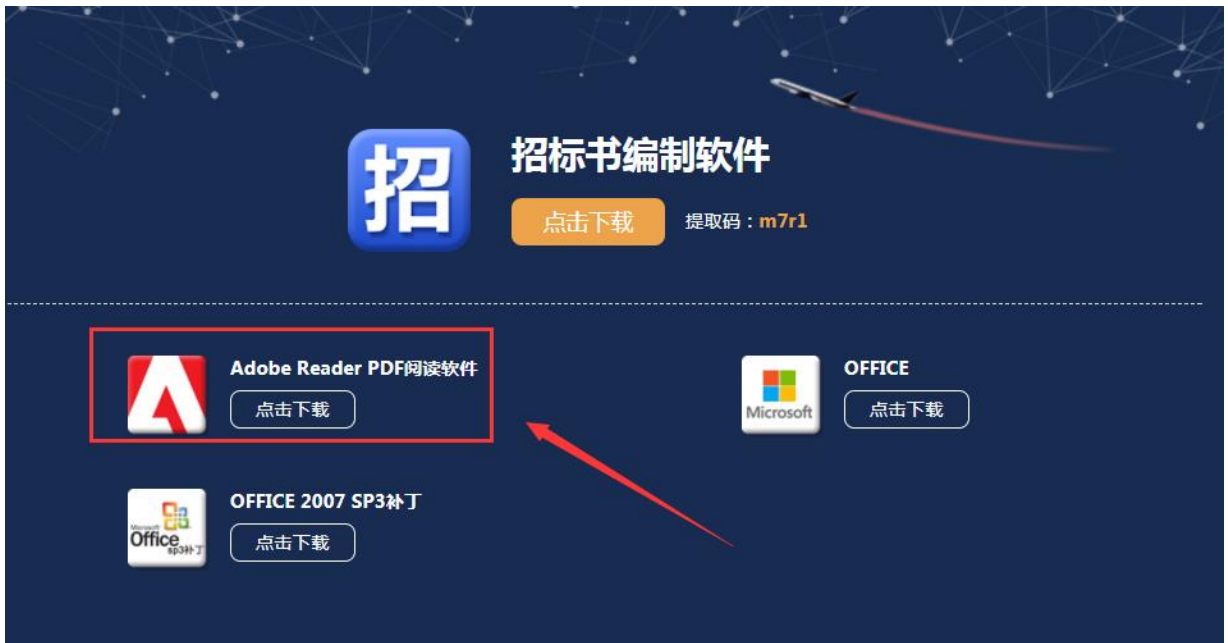 招
招标书编制软件
点击下载 提取码：m7r1
Adobe Reader PDF阅读软件
点击下载
Microsoft
OFFICE
点击下载
Microsoft
Office
sp3补丁
OFFICE 2007 SP3补丁
点击下载